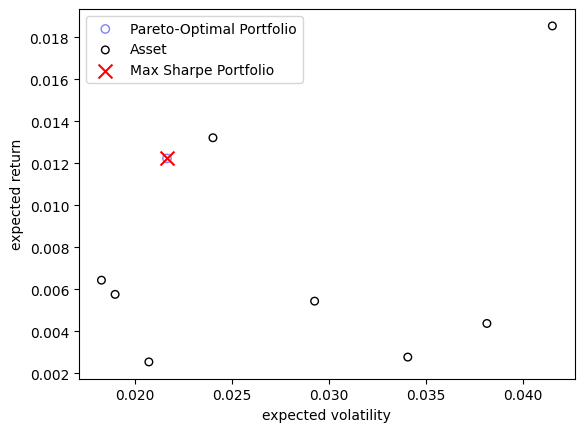 Pareto-Optimal Portfolio
Asset
Max Sharpe Portfolio
0.018
0.016
0.014
0.012
0.010
0.008
0.006
0.004
0.002
expected return
0.020 0.025 0.030 0.035 0.040
expected volatility